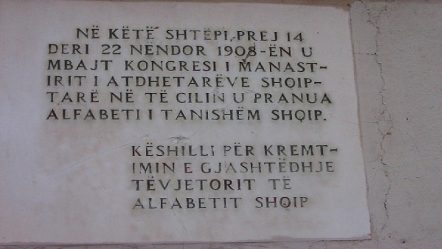 NË KËTË SHTËPI, PREJ 14
DERI 22 NENDOR 1908-ËN U
MBAJT KONGRESI I MANAST-
IRIT I ATDHETARËVE SHQIP-
TARË NË TË CILIN U PRANUA
ALFABETI I TANISHËM SHQIP.
KËSHILLI PËR KREMT-
IMIN E GJASHTËDHJE
TËVJETORIT TË
ALFABETIT SHQIP